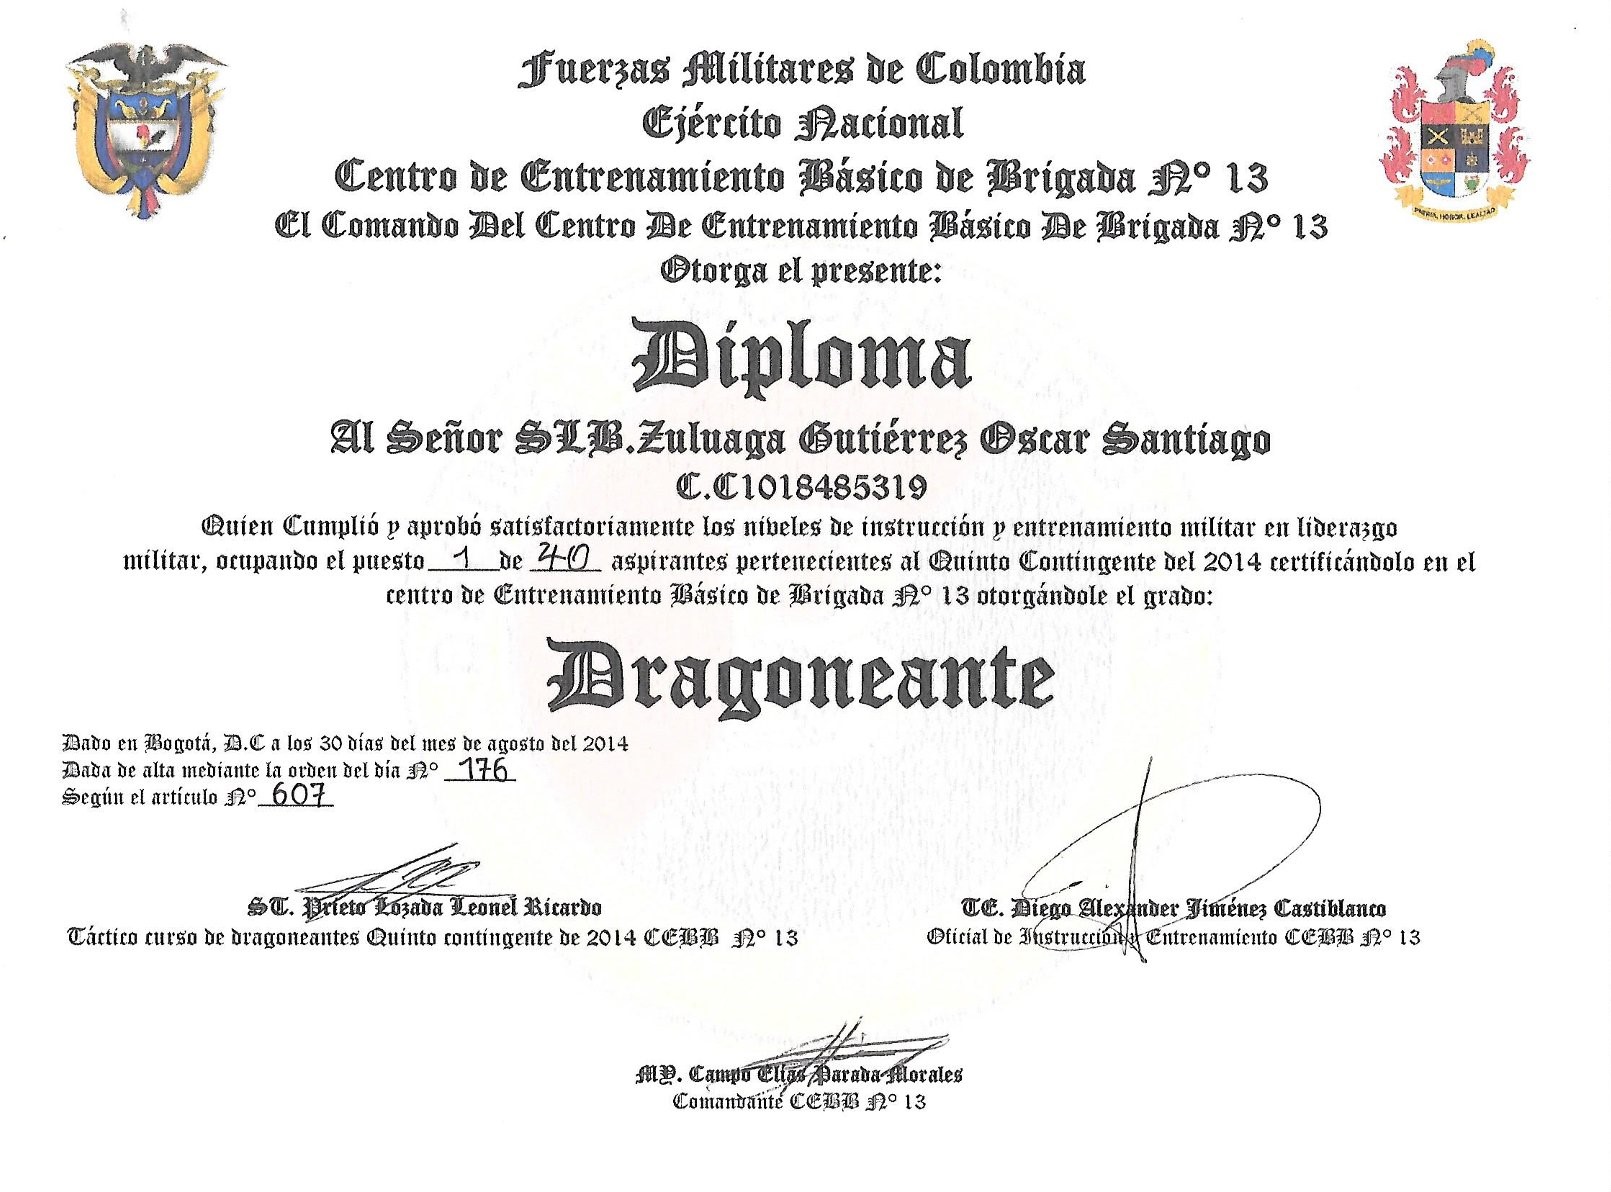 Fuerzas Militares de Colombia
Ejército Nacional
Centro de Entrenamiento Básico de Brigada N° 13
El Comando Del Centro De Entrenamiento Básico De Brigada N° 13
Otorga el presente:
Diploma
Al Señor SLB.Zuluaga Gutiérrez Oscar Santiago
C.C1018485319
Quien Cumplió y aprobó satisfactoriamente los niveles de instrucción y entrenamiento militar en liderazgo
militar, ocupando el puesto 1 de 40 aspirantes pertenecientes al Quinto Contingente del 2014 certificándolo en el
centro de Entrenamiento Básico de Brigada N° 13 otorgándole el grado:
Dragoneante
Dado en Bogotá, D.C a los 30 días del mes de agosto del 2014
Dada de alta mediante la orden del día N° 176
Según el artículo N° 607
ST. Prieto Lozada Leonel Ricardo
Táctico curso de dragoneantes Quinto contingente de 2014 CEBB N° 13
TE. Diego Alexander Jiménez Castiblanco
Oficial de Instrucción y Entrenamiento CEBB N° 13
MY. Campo Elías Parada Morales
Comandante CEBB N° 13
PATRIA, HONOR, LEALTAD